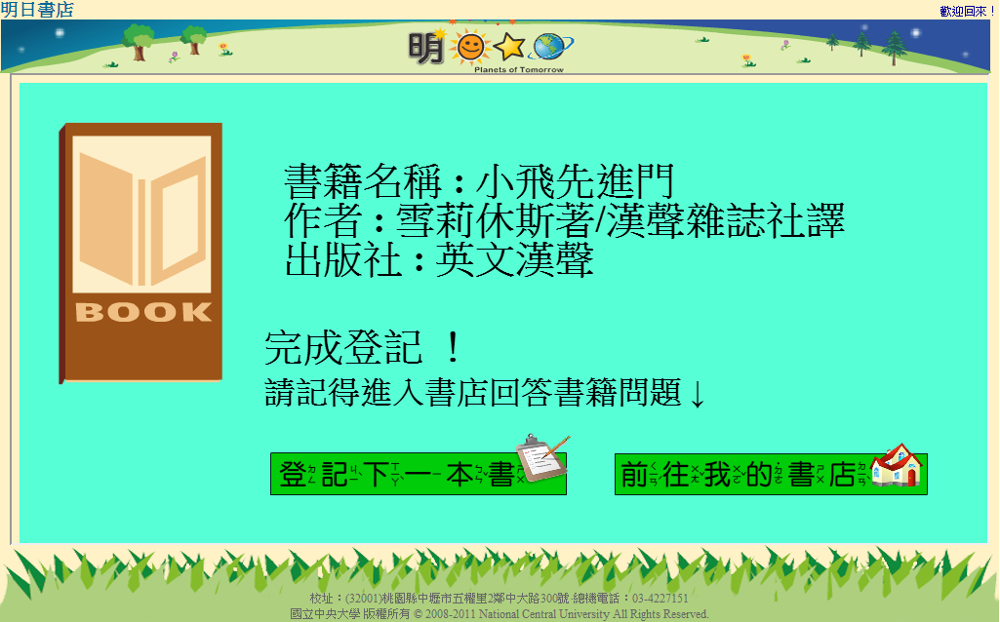 明日書店
歡迎回來！
明
Planets of Tomorrow
書籍名稱：小飛先進門
作者：雪莉休斯著/漢聲雜誌社譯
出版社：英文漢聲
BOOK
完成登記 ！
請記得進入書店回答書籍問題↓
登記下一本書
前往我的書店
校址：(32001)桃園縣中壢市五權里2鄰中大路300號‧總機電話：03-4227151
國立中央大學 版權所有 © 2008-2011 National Central University All Rights Reserved.